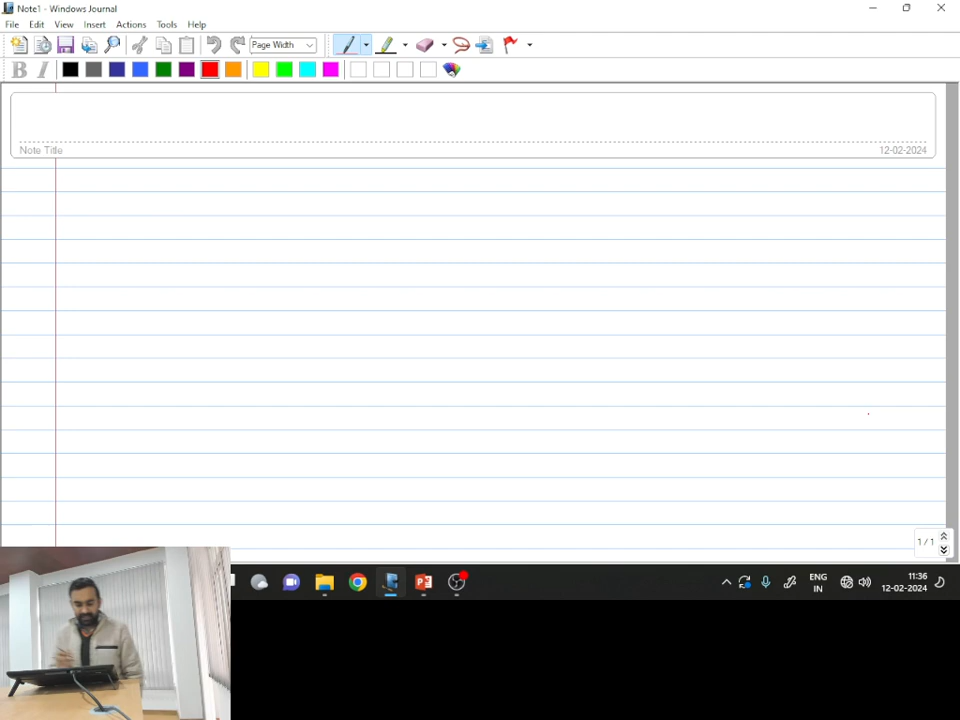 Note1 - Windows Journal
File Edit View Insert Actions Tools Help
Page Width
B I
Note Title
12-02-2024
1 / 1
ENG
IN
11:36
12-02-2024